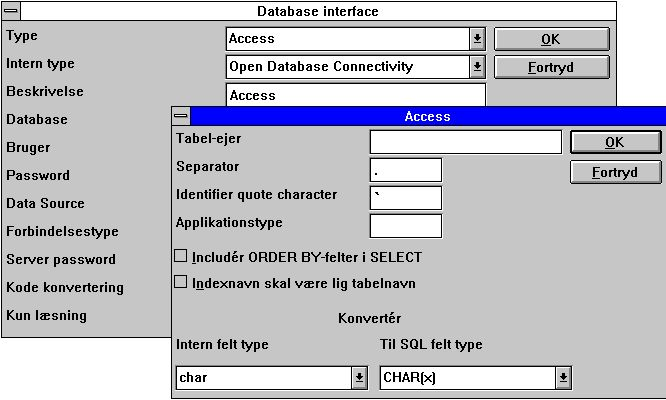 Database interface
Type Access OK
Intern type Open Database Connectivity Fortryd
Beskrivelse Access
Database
Bruger
Password
Data Source
Forbindelsestype
Server password
Kode konvertering
Kun læsning
Access
Tabel-ejer OK
Separator . Fortryd
Identifier quote character `
Applikationstype
Includér ORDER BY-felter i SELECT
Indexnavn skal være lig tabelnavn
Konvertér
Intern felt type Til SQL felt type
char CHAR(x)